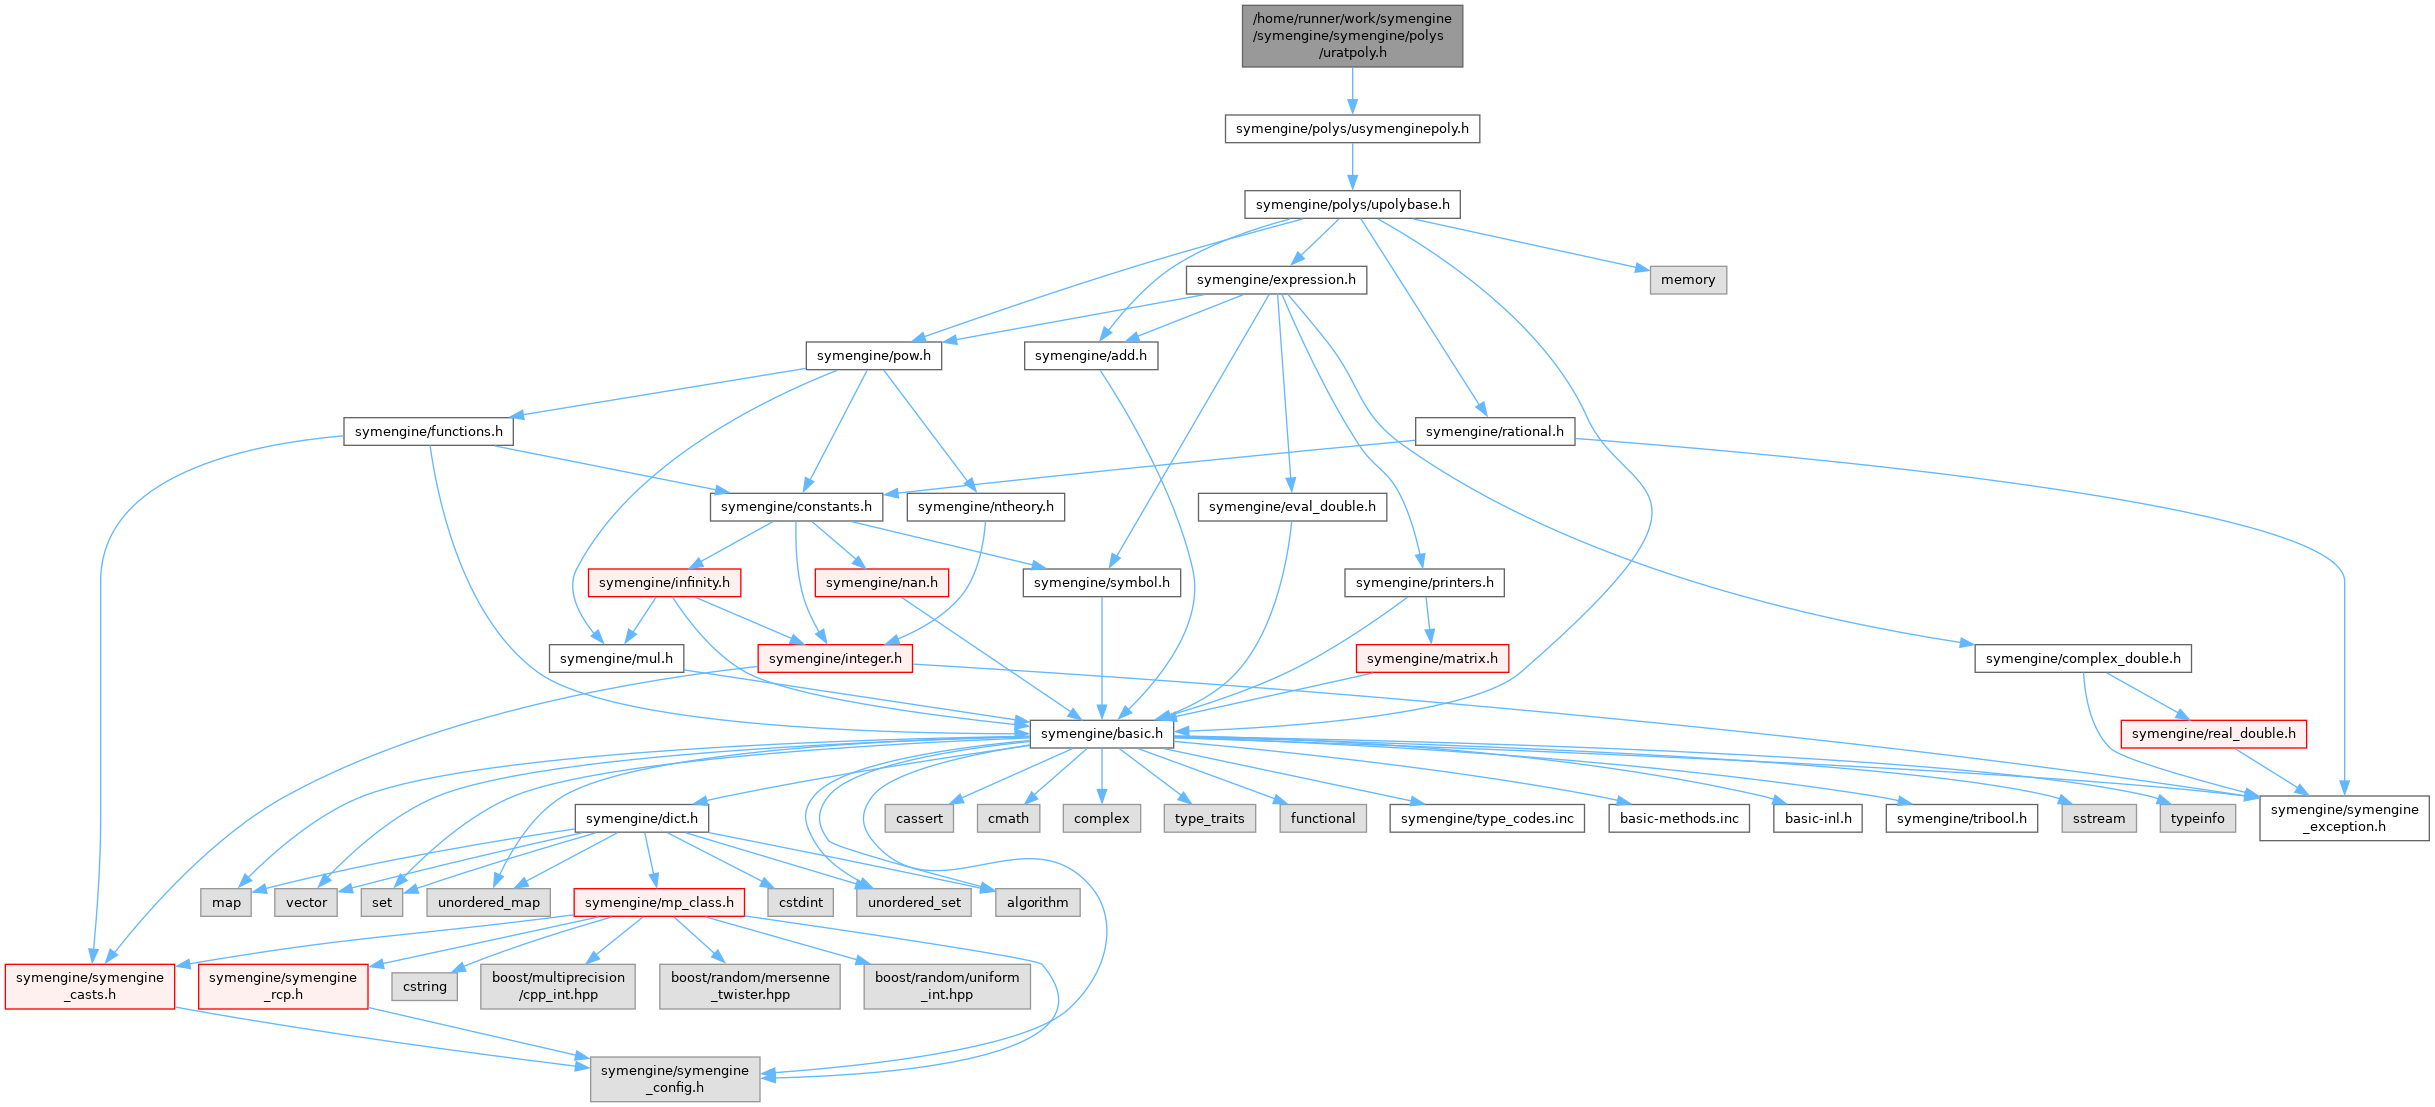 /home/runner/work/symengine
/symengine/symengine/polys
/uratpoly.h
symengine/polys/usymenginepoly.h
symengine/polys/upolybase.h
symengine/expression.h
memory
symengine/pow.h
symengine/add.h
symengine/functions.h
symengine/rational.h
symengine/constants.h
symengine/ntheory.h
symengine/eval_double.h
symengine/infinity.h
symengine/nan.h
symengine/symbol.h
symengine/printers.h
symengine/mul.h
symengine/integer.h
symengine/matrix.h
symengine/complex_double.h
symengine/basic.h
symengine/real_double.h
symengine/dict.h
cassert
cmath
complex
type_traits
functional
symengine/type_codes.inc
basic-methods.inc
basic-inl.h
symengine/tribool.h
sstream
typeinfo
symengine/symengine
_exception.h
map
vector
set
unordered_map
symengine/mp_class.h
cstdint
unordered_set
algorithm
symengine/symengine
_casts.h
symengine/symengine
_rcp.h
cstring
boost/multiprecision
/cpp_int.hpp
boost/random/mersenne
_twister.hpp
boost/random/uniform
_int.hpp
symengine/symengine
_config.h